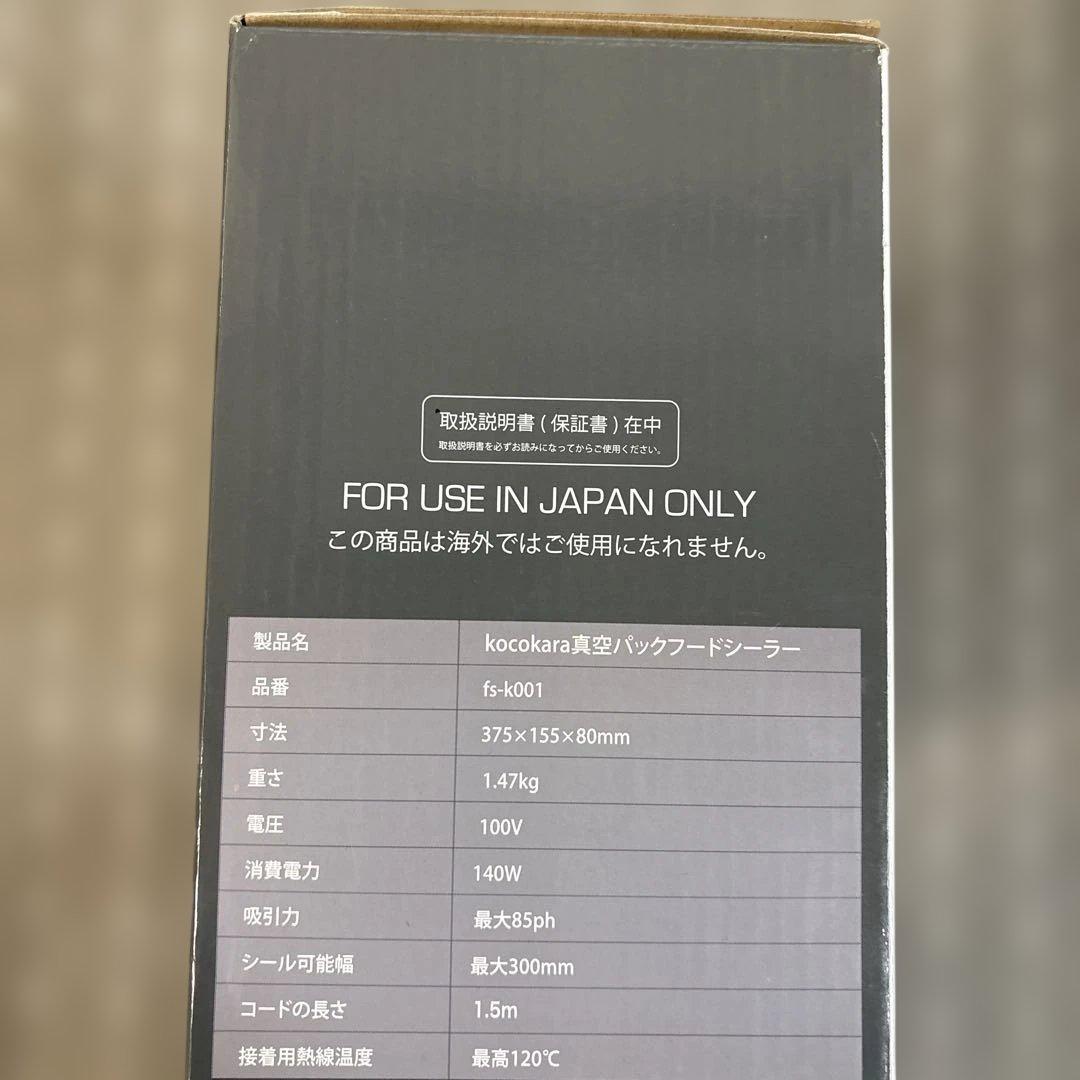 取扱説明書(保証書)在中
取扱説明書を必ずお読みになってからご使用ください。
FOR USE IN JAPAN ONLY
この商品は海外ではご使用になれません。
製品名 kocokara真空パックフードシーラー
品番 fs-k001
寸法 375×155×80mm
重さ 1.47kg
電圧 100V
消費電力 140W
吸引力 最大85ph
シール可能幅 最大300mm
コードの長さ 1.5m
接着用熱線温度 最高120℃